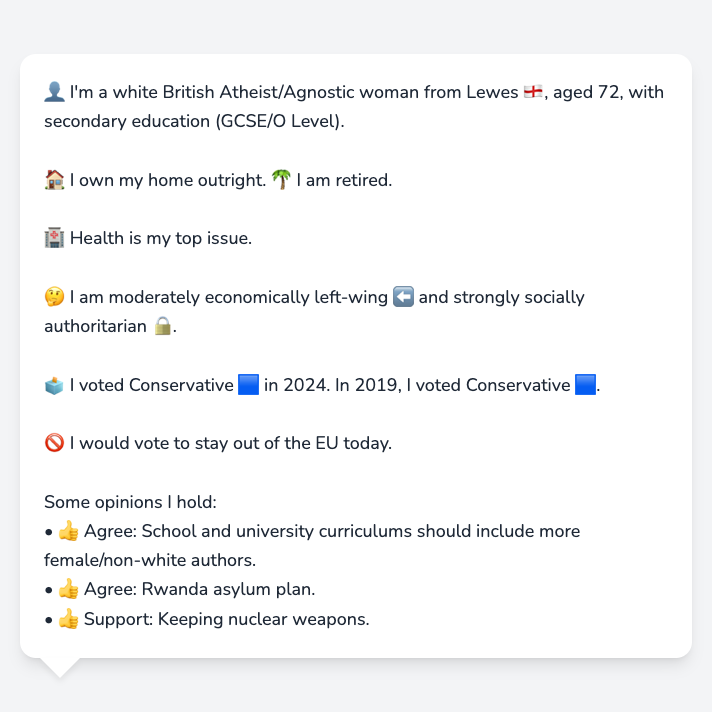 👤 I'm a white British Atheist/Agnostic woman from Lewes 🏴󠁧󠁢󠁥󠁮󠁧󠁿, aged 72, with
secondary education (GCSE/O Level).
🏠 I own my home outright. 🌴 I am retired.
🏥 Health is my top issue.
🤔 I am moderately economically left-wing ⬅️ and strongly socially
authoritarian 🔒.
🗳️ I voted Conservative 🟦 in 2024. In 2019, I voted Conservative 🟦.
🚫 I would vote to stay out of the EU today.
Some opinions I hold:
• 👍 Agree: School and university curriculums should include more
female/non-white authors.
• 👍 Agree: Rwanda asylum plan.
• 👍 Support: Keeping nuclear weapons.